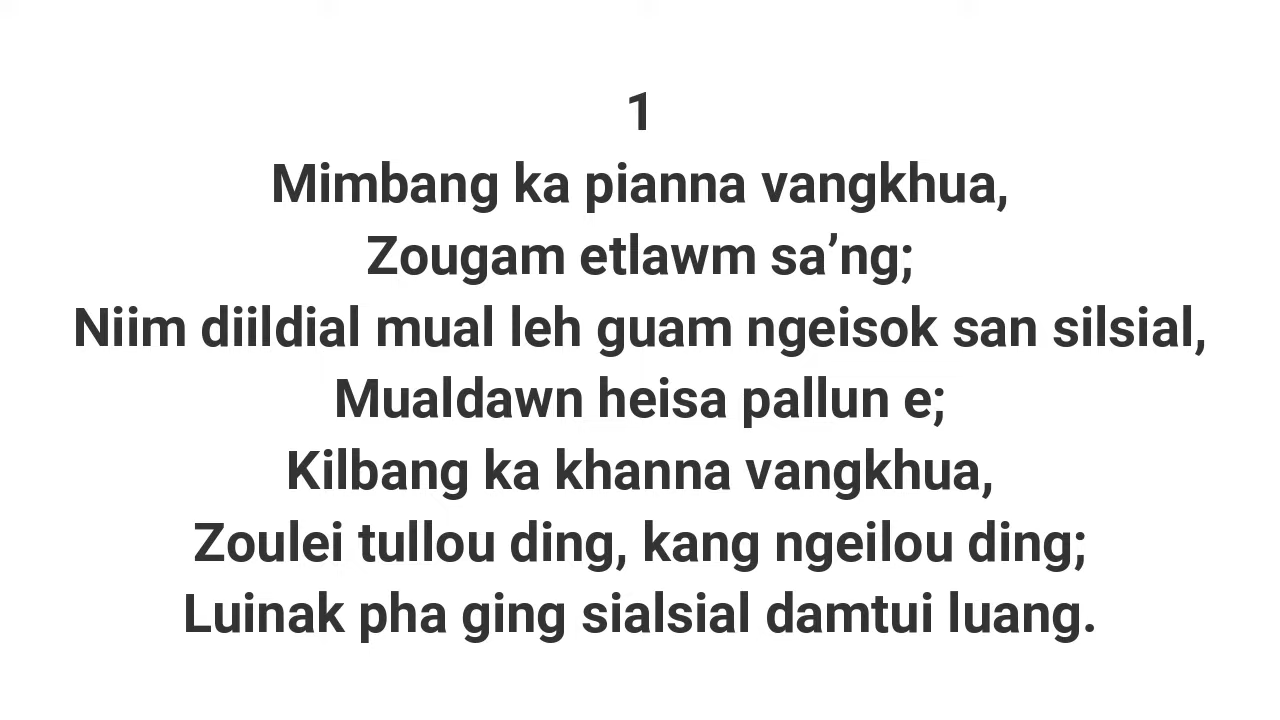 1
Mimbang ka pianna vangkhua,
Zougam etlawm sa’ng;
Niim diildial mual leh guam ngeisok san silsial,
Mualdawn heisa pallun e;
Kilbang ka khanna vangkhua,
Zoulei tullou ding, kang ngeilou ding;
Luinak pha ging sialsial damtui luang.